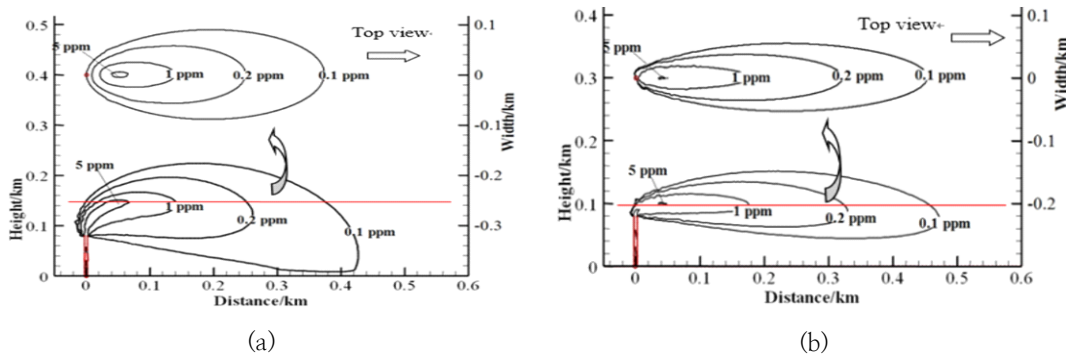 0.5
0.4
0.3
0.2
0.1
0
Height/km
5 ppm
1 ppm
0.2 ppm
0.1 ppm
Top view
0.1
0
-0.1
-0.2
-0.3
Width/km
5 ppm
1 ppm
0.2 ppm
0.1 ppm
0
0.1
0.2
0.3
0.4
0.5
0.6
Distance/km
(a)
0.4
0.3
0.2
0.1
0
Height/km
5 ppm
1 ppm
0.2 ppm
0.1 ppm
Top view
0.1
0
-0.1
-0.2
Width/km
5 ppm
1 ppm
0.2 ppm
0.1 ppm
0
0.1
0.2
0.3
0.4
0.5
0.6
Distance/km
(b)